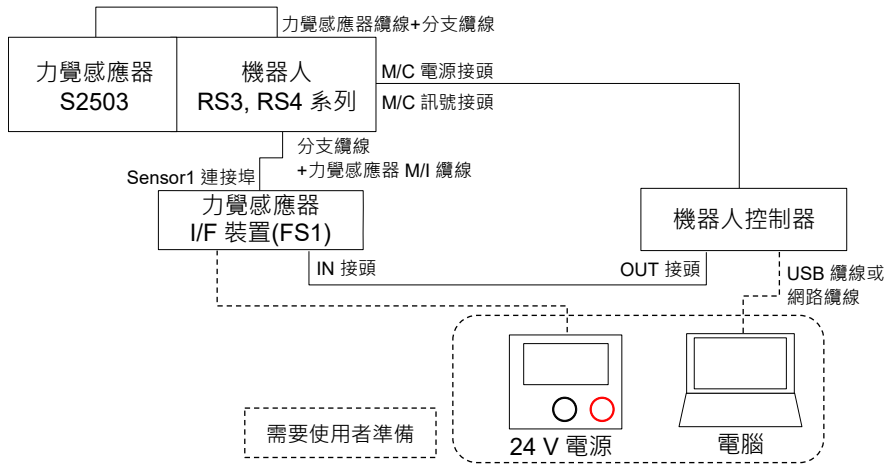 力覺感應器纜線+分支纜線
力覺感應器
S2503
機器人
RS3, RS4 系列
M/C 電源接頭
M/C 訊號接頭
分支纜線
+力覺感應器 M/I 纜線
Sensor1 連接埠
力覺感應器
I/F 裝置(FS1)
機器人控制器
IN 接頭
OUT 接頭
USB 纜線或
網路纜線
需要使用者準備
24 V 電源
電腦